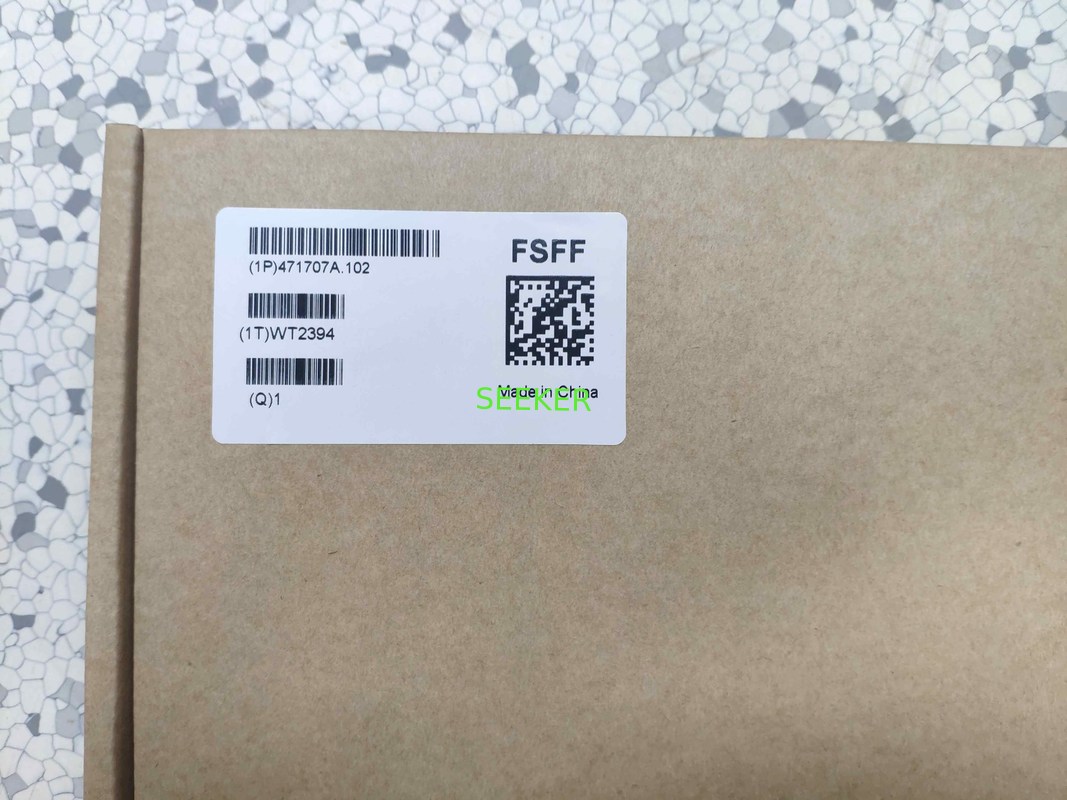 (1P)471707A.102
(1T)WT2394
(Q)1
FSFF
Made in China
SEEKER